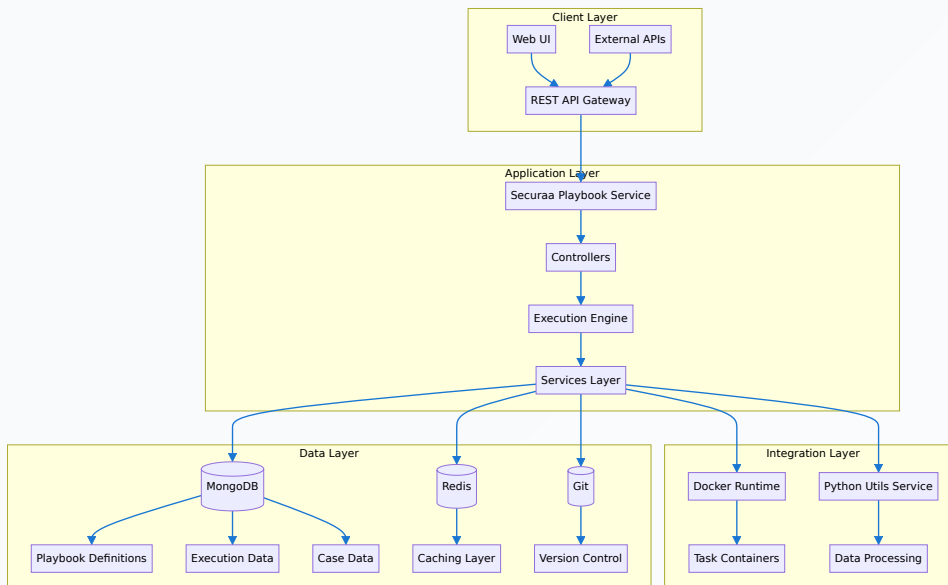 Client Layer
Web UI
External APIs
REST API Gateway
Application Layer
Securaa Playbook Service
Controllers
Execution Engine
Services Layer
Data Layer
Integration Layer
MongoDB
Redis
Git
Docker Runtime
Python Utils Service
Playbook Definitions
Execution Data
Case Data
Caching Layer
Version Control
Task Containers
Data Processing